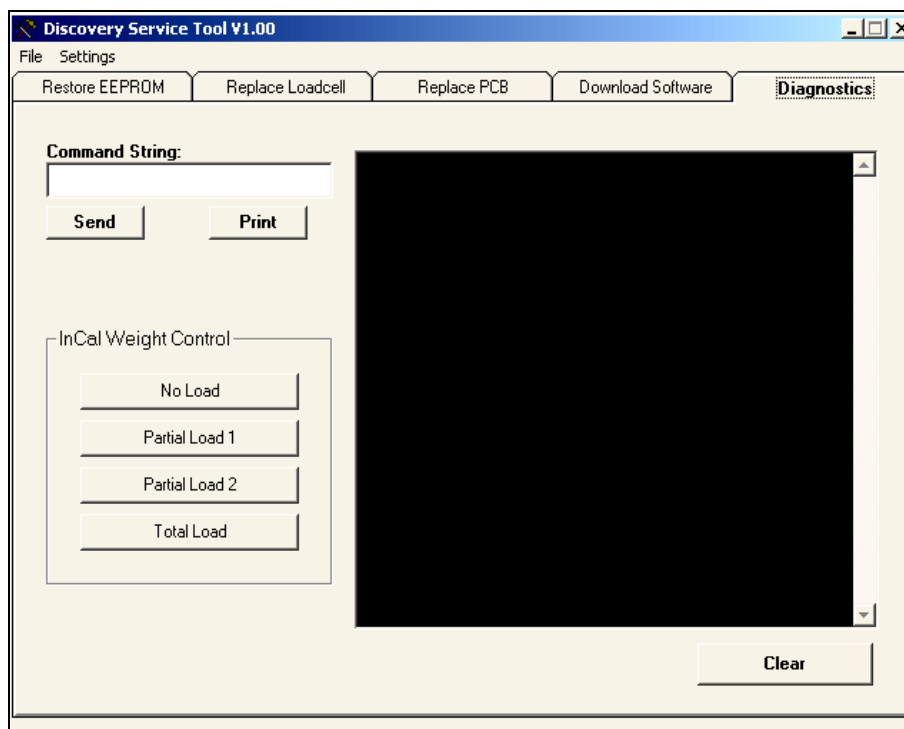 Discovery Service Tool V1.00
File Settings
Restore EEPROM Replace Loadcell Replace PCB Download Software Diagnostics
Command String:
Send Print
InCal Weight Control
No Load
Partial Load 1
Partial Load 2
Total Load
Clear